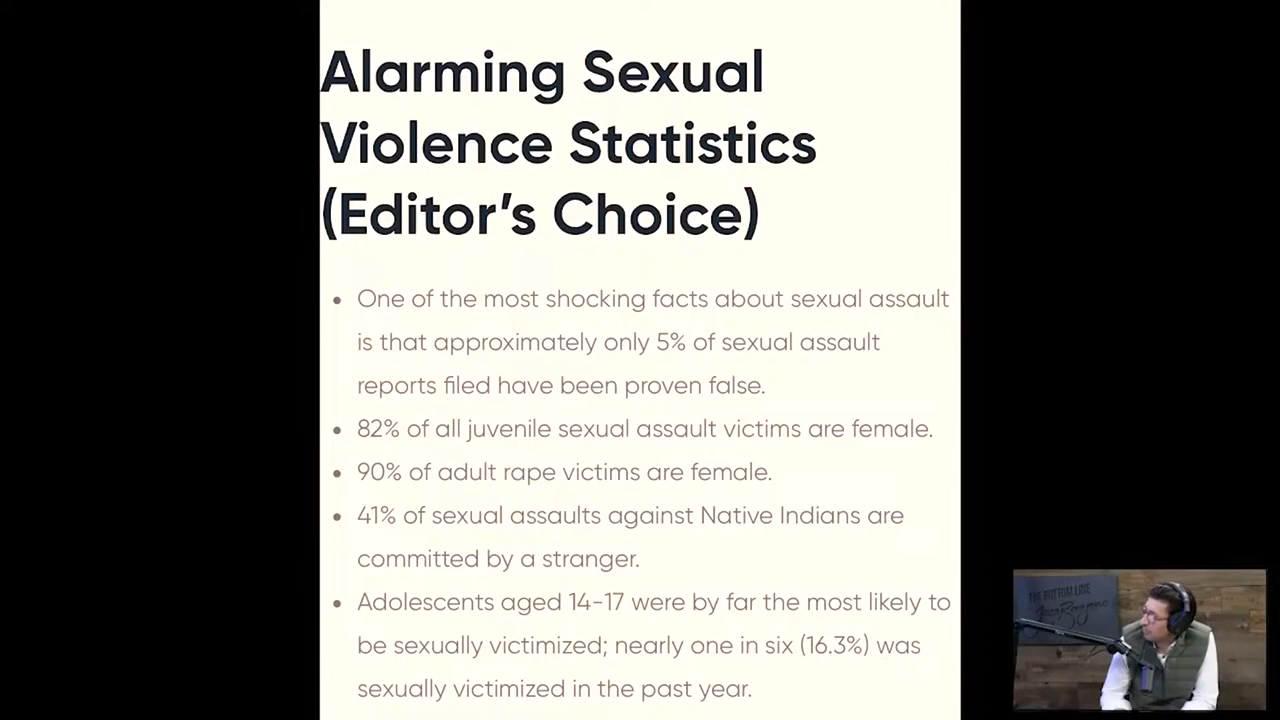 Alarming Sexual
Violence Statistics
(Editor’s Choice)
One of the most shocking facts about sexual assault
is that approximately only 5% of sexual assault
reports filed have been proven false.
82% of all juvenile sexual assault victims are female.
90% of adult rape victims are female.
41% of sexual assaults against Native Indians are
committed by a stranger.
Adolescents aged 14-17 were by far the most likely to
be sexually victimized; nearly one in six (16.3%) was
sexually victimized in the past year.
THE BOTTOM LINE